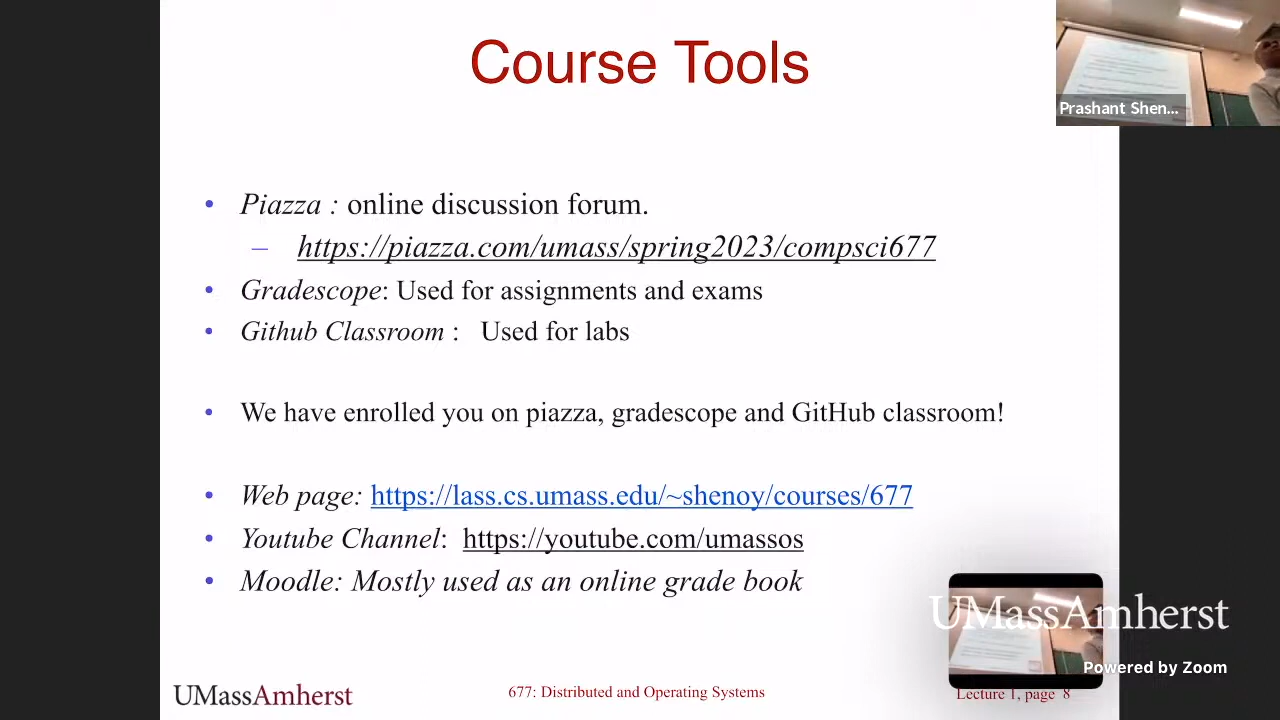 Course Tools
Prashant Shen...
• Piazza : online discussion forum.
– https://piazza.com/umass/spring2023/compsci677
• Gradescope: Used for assignments and exams
• Github Classroom : Used for labs
• We have enrolled you on piazza, gradescope and GitHub classroom!
• Web page: https://lass.cs.umass.edu/~shenoy/courses/677
• Youtube Channel: https://youtube.com/umassos
• Moodle: Mostly used as an online grade book
UMassAmherst
Powered by Zoom
UMassAmherst
677: Distributed and Operating Systems
Lecture 1, page 8